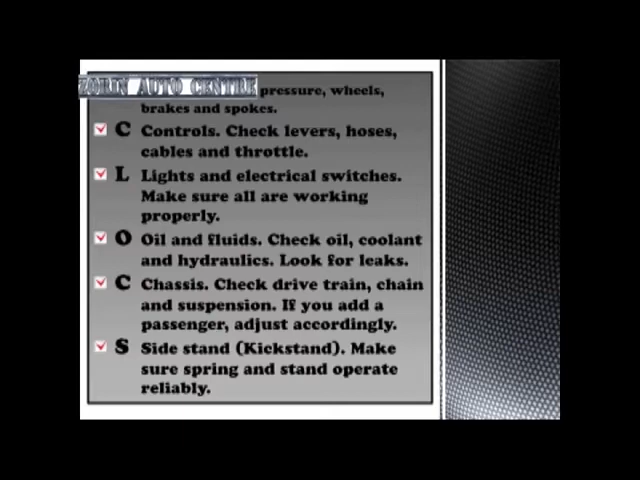 ZORIN AUTO CENTRE
pressure, wheels,
brakes and spokes.
C Controls. Check levers, hoses,
cables and throttle.
L Lights and electrical switches.
Make sure all are working
properly.
O Oil and fluids. Check oil, coolant
and hydraulics. Look for leaks.
C Chassis. Check drive train, chain
and suspension. If you add a
passenger, adjust accordingly.
S Side stand (Kickstand). Make
sure spring and stand operate
reliably.